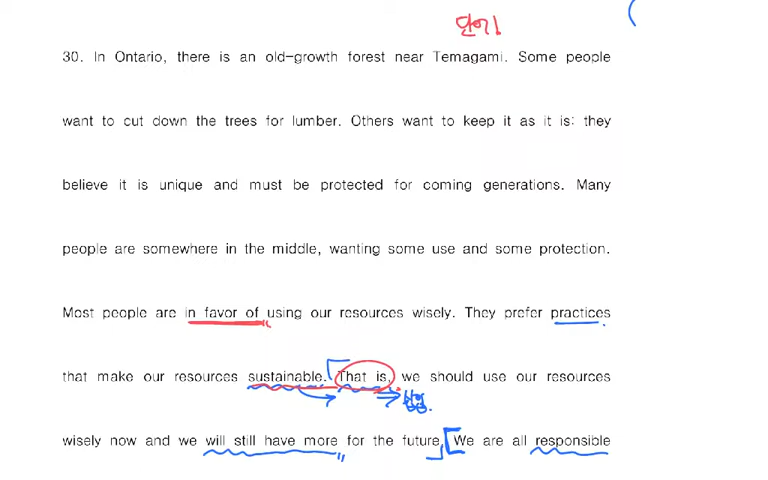 단어!
30. In Ontario, there is an old-growth forest near Temagami. Some people
want to cut down the trees for lumber. Others want to keep it as it is: they
believe it is unique and must be protected for coming generations. Many
people are somewhere in the middle, wanting some use and some protection.
Most people are in favor of using our resources wisely. They prefer practices
that make our resources sustainable. That is, we should use our resources
wisely now and we will still have more for the future. We are all responsible